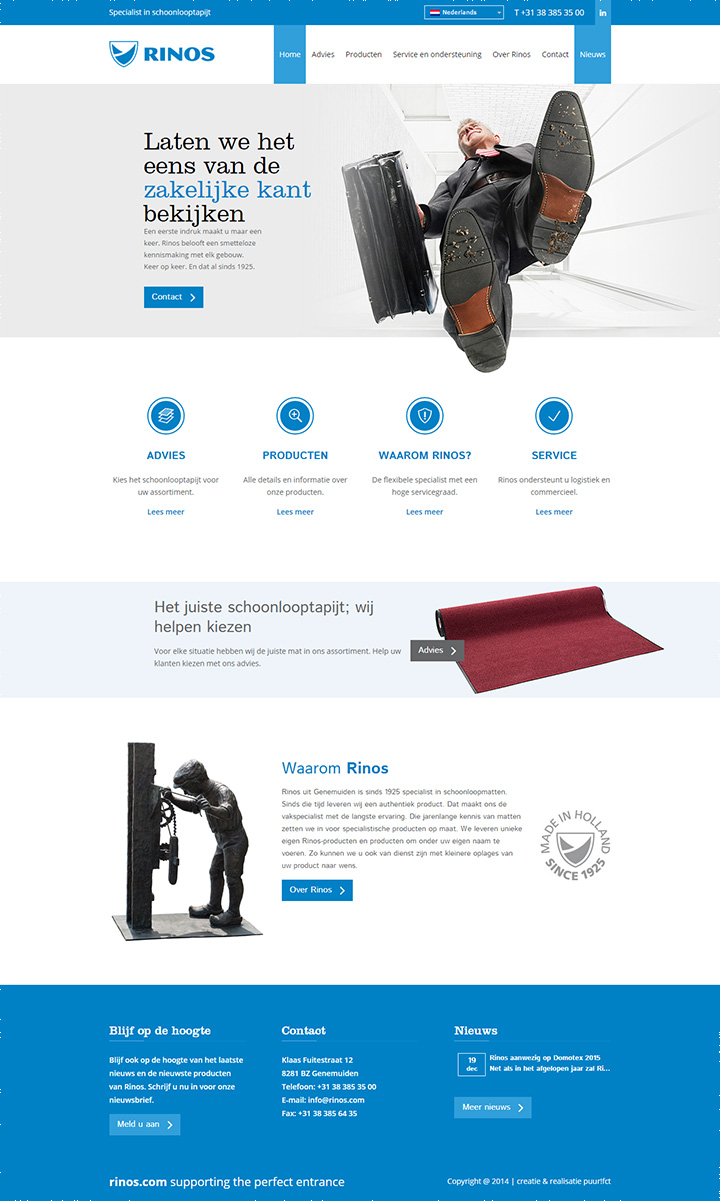 Specialist in schoonlooptapijt
Nederlands
T +31 38 385 35 00
in
RINOS
Home
Advies
Producten
Service en ondersteuning
Over Rinos
Contact
Nieuws
Laten we het
eens van de
zakelijke kant
bekijken
Een eerste indruk maakt u maar een
keer. Rinos belooft een smetteloze
kennismaking met elk gebouw.
Keer op keer. En dat al sinds 1925.
Contact
ADVIES
Kies het schoonlooptapijt voor
uw assortiment.
Lees meer
PRODUCTEN
Alle details en informatie over
onze producten.
Lees meer
WAAROM RINOS?
De flexibele specialist met een
hoge servicegraad.
Lees meer
SERVICE
Rinos ondersteunt u logistiek en
commercieel.
Lees meer
Het juiste schoonlooptapijt; wij
helpen kiezen
Voor elke situatie hebben wij de juiste mat in ons assortiment. Help uw
klanten kiezen met ons advies.
Advies
Waarom Rinos
Rinos uit Genemuiden is sinds 1925 specialist in schoonloopmatten.
Sinds die tijd leveren wij een authentiek product. Dat maakt ons de
vakspecialist met de langste ervaring. Die jarenlange kennis van matten
zetten we in voor specialistische producten op maat. We leveren unieke
eigen Rinos-producten en producten om onder uw eigen naam te
voeren. Zo kunnen we u ook van dienst zijn met kleinere oplages van
uw product naar wens.
Over Rinos
MADE IN HOLLAND
SINCE 1925
Blijf op de hoogte
Blijf ook op de hoogte van het laatste
nieuws en de nieuwste producten
van Rinos. Schrijf u nu in voor onze
nieuwsbrief.
Meld u aan
Contact
Klaas Fuitestraat 12
8281 BZ Genemuiden
Telefoon: +31 38 385 35 00
E-mail: info@rinos.com
Fax: +31 38 385 64 35
Nieuws
19
dec
Rinos aanwezig op Domotex 2015
Net als in het afgelopen jaar zal Ri...
Meer nieuws
rinos.com supporting the perfect entrance
Copyright @ 2014 | creatie & realisatie puur!fct